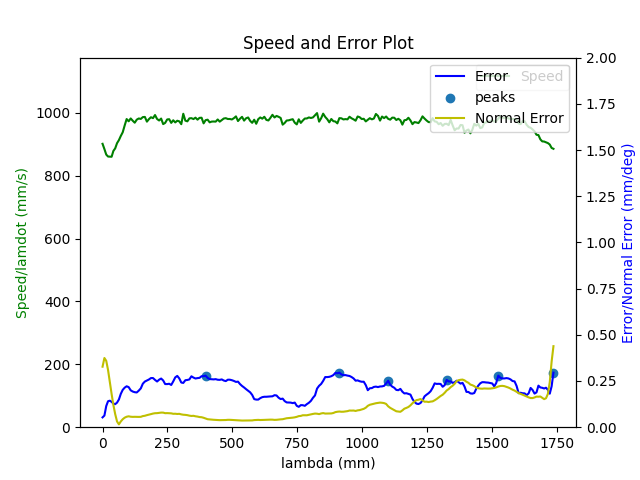 Speed and Error Plot
Error
Speed
peaks
Normal Error
Speed/lamdot (mm/s)
1000
800
600
400
200
0
2.00
1.75
1.50
1.25
1.00
0.75
0.50
0.25
0.00
Error/Normal Error (mm/deg)
0 250 500 750 1000 1250 1500 1750
lambda (mm)